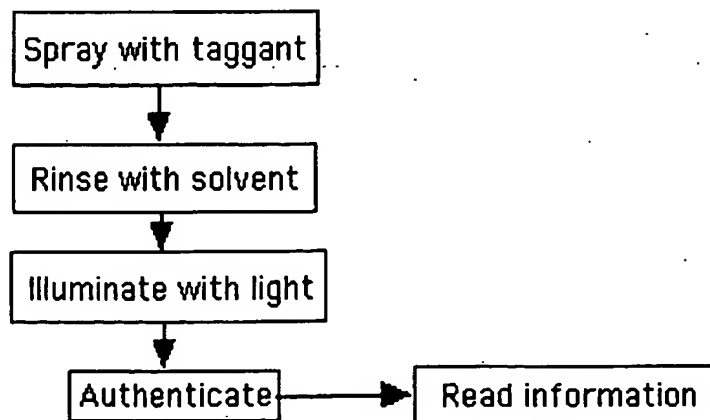 Spray with taggant
Rinse with solvent
Illuminate with light
Authenticate
Read information